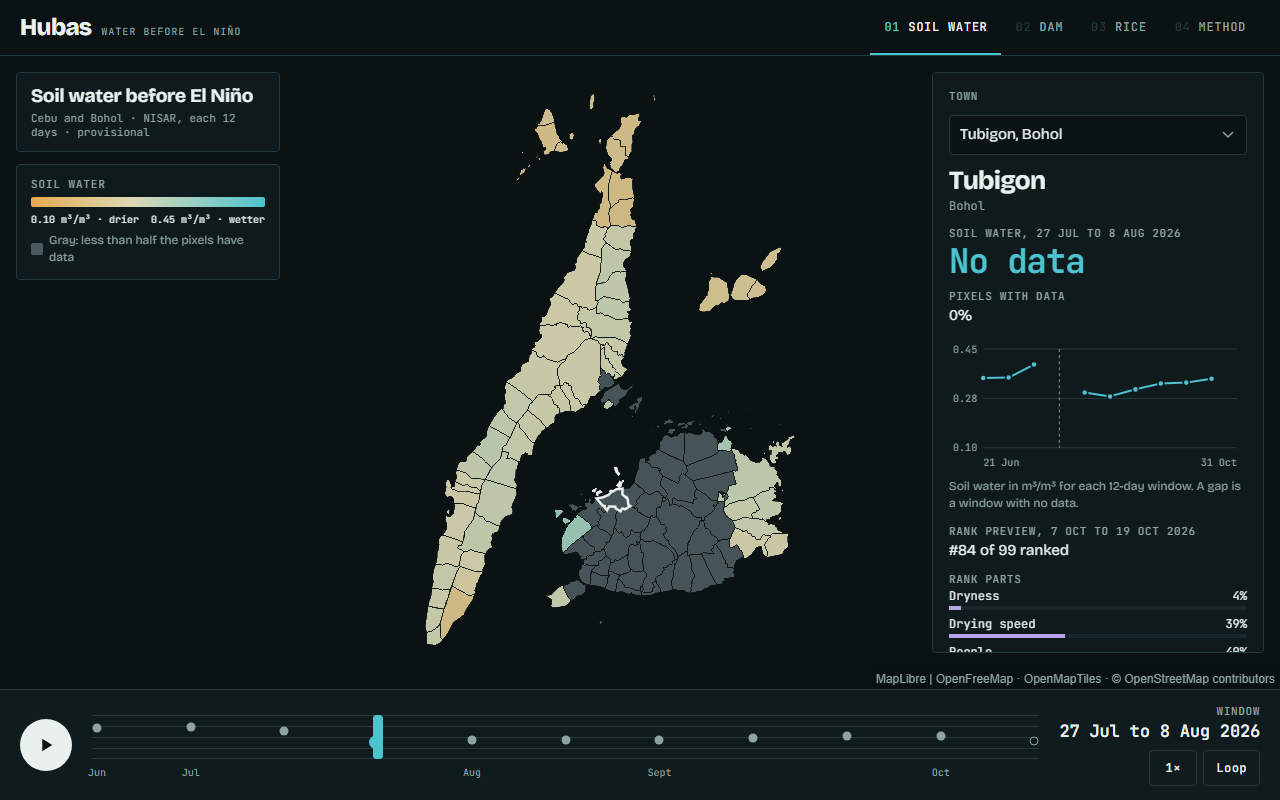 Hubas WATER BEFORE EL NIÑO
01 SOIL WATER
02 DAM
03 RICE
04 METHOD
Soil water before El Niño
Cebu and Bohol · NISAR, each 12
days · provisional
SOIL WATER
0.10 m³/m³ · drier 0.45 m³/m³ · wetter
Gray: less than half the pixels have
data
TOWN
Tubigon, Bohol
Tubigon
Bohol
SOIL WATER, 27 JUL TO 8 AUG 2026
No data
PIXELS WITH DATA
0%
0.45
0.28
0.10
21 Jun 31 Oct
Soil water in m³/m³ for each 12-day window. A gap is
a window with no data.
RANK PREVIEW, 7 OCT TO 19 OCT 2026
#84 of 99 ranked
RANK PARTS
Dryness 4%
Drying speed 39%
MapLibre | OpenFreeMap · OpenMapTiles · © OpenStreetMap contributors
Jun Jul Aug Sept Oct
WINDOW
27 Jul to 8 Aug 2026
1× Loop